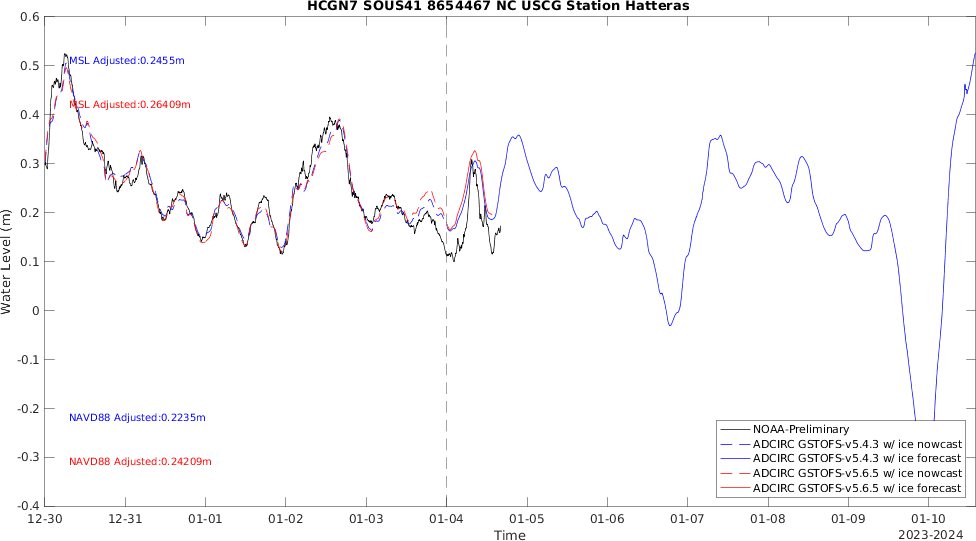 HCGN7 SOUS41 8654467 NC USCG Station Hatteras
0.6
0.5
0.4
0.3
0.2
0.1
0
-0.1
-0.2
-0.3
-0.4
Water Level (m)
MSL Adjusted:0.2455m
MSL Adjusted:0.26409m
NAVD88 Adjusted:0.2235m
NAVD88 Adjusted:0.24209m
NOAA-Preliminary
ADCIRC GSTOFS-v5.4.3 w/ ice nowcast
ADCIRC GSTOFS-v5.4.3 w/ ice forecast
ADCIRC GSTOFS-v5.6.5 w/ ice nowcast
ADCIRC GSTOFS-v5.6.5 w/ ice forecast
12-30 12-31 01-01 01-02 01-03 01-04 01-05 01-06 01-07 01-08 01-09 01-10
2023-2024
Time